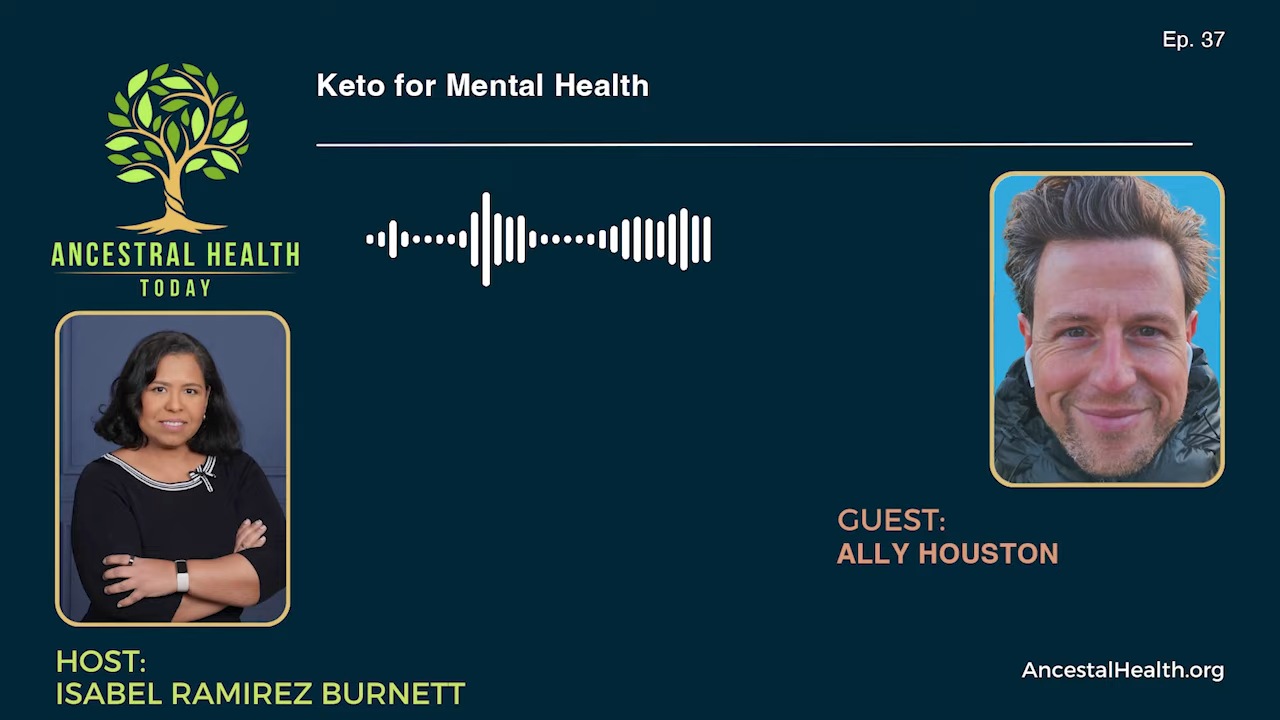 Ep. 37
Keto for Mental Health
ANCESTRAL HEALTH
TODAY
GUEST:
ALLY HOUSTON
HOST:
ISABEL RAMIREZ BURNETT
AncestalHealth.org